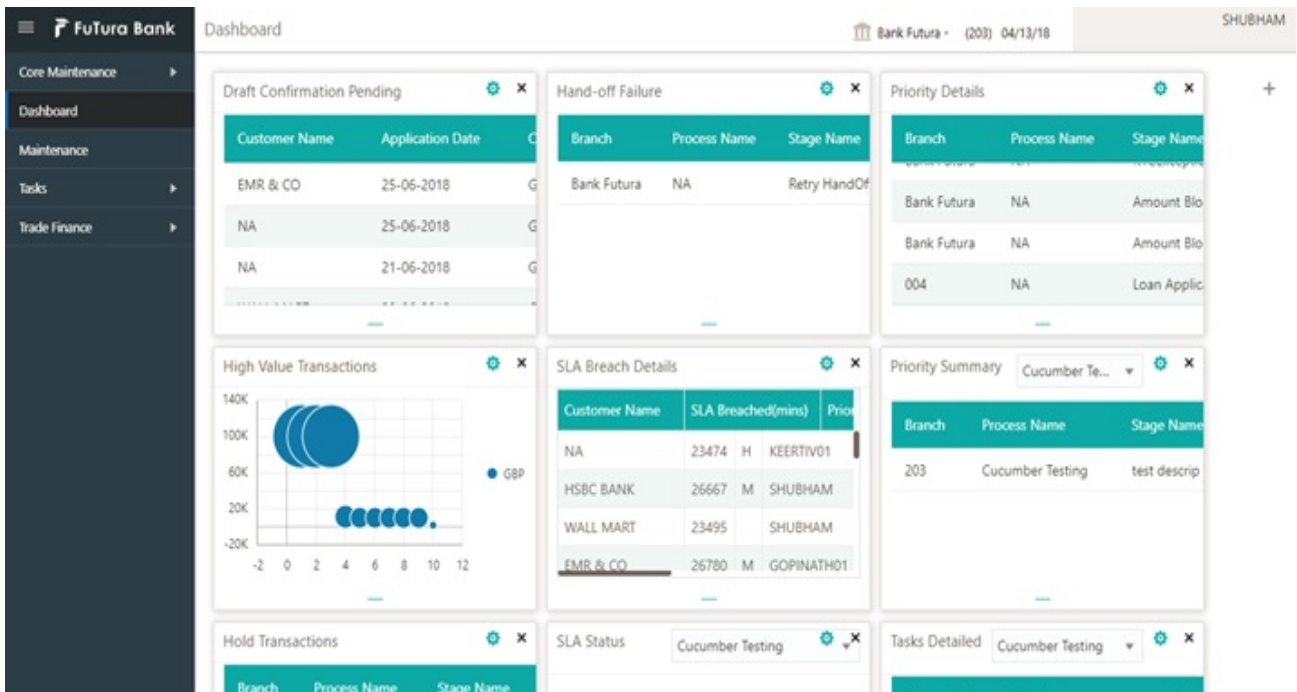 FuTura Bank
Dashboard
Bank Futura -
(203) 04/13/18
SHUBHAM
Core Maintenance
Dashboard
Maintenance
Tasks
Trade Finance
Draft Confirmation Pending
Customer Name Application Date
EMR & CO 25-06-2018
NA 25-06-2018
NA 21-06-2018
Hand-off Failure
Branch Process Name Stage Name
Bank Futura NA Retry HandOf
Priority Details
Branch Process Name Stage Name
Bank Futura NA Amount Blo
Bank Futura NA Amount Blo
004 NA Loan Applic
High Value Transactions
140K
100K
60K
20K
-20K
-2 0 2 4 6 8 10 12
GBP
SLA Breach Details
Customer Name SLA Breached(mins) Prior
NA 23474 H KEERTIV01
HSBC BANK 26667 M SHUBHAM
WALL MART 23495 SHUBHAM
EMR & CO 26780 M GOPINATH01
Priority Summary Cucumber Te...
Branch Process Name Stage Name
203 Cucumber Testing test descrip
Hold Transactions
Branch Process Name Stage Name
SLA Status Cucumber Testing
Tasks Detailed Cucumber Testing